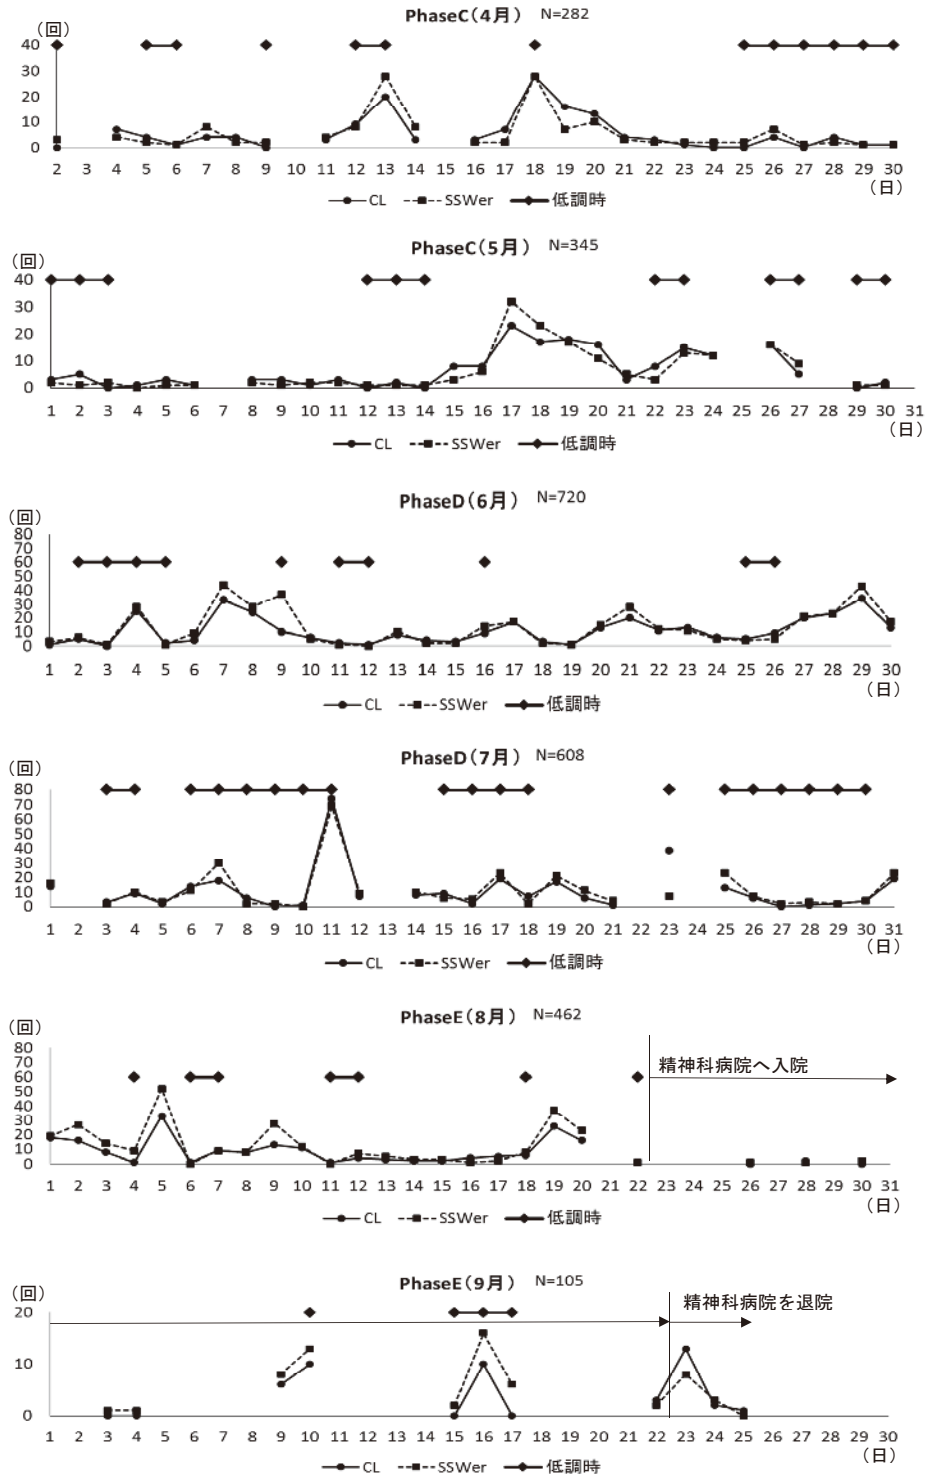 PhaseC（4月） N=282
（回）
40
30
20
10
0
2 3 4 5 6 7 8 9 10 11 12 13 14 15 16 17 18 19 20 21 22 23 24 25 26 27 28 29 30
（日）
CL SSWer 低調時
PhaseC（5月） N=345
（回）
40
30
20
10
0
1 2 3 4 5 6 7 8 9 10 11 12 13 14 15 16 17 18 19 20 21 22 23 24 25 26 27 28 29 30 31
（日）
CL SSWer 低調時
PhaseD（6月） N=720
（回）
80
70
60
50
40
30
20
10
0
1 2 3 4 5 6 7 8 9 10 11 12 13 14 15 16 17 18 19 20 21 22 23 24 25 26 27 28 29 30
（日）
CL SSWer 低調時
PhaseD（7月） N=608
（回）
80
70
60
50
40
30
20
10
0
1 2 3 4 5 6 7 8 9 10 11 12 13 14 15 16 17 18 19 20 21 22 23 24 25 26 27 28 29 30 31
（日）
CL SSWer 低調時
PhaseE（8月） N=462
（回）
80
70
60
50
40
30
20
10
0
精神科病院へ入院
1 2 3 4 5 6 7 8 9 10 11 12 13 14 15 16 17 18 19 20 21 22 23 24 25 26 27 28 29 30 31
（日）
CL SSWer 低調時
PhaseE（9月） N=105
（回）
20
10
0
精神科病院を退院
1 2 3 4 5 6 7 8 9 10 11 12 13 14 15 16 17 18 19 20 21 22 23 24 25 26 27 28 29 30
（日）
CL SSWer 低調時